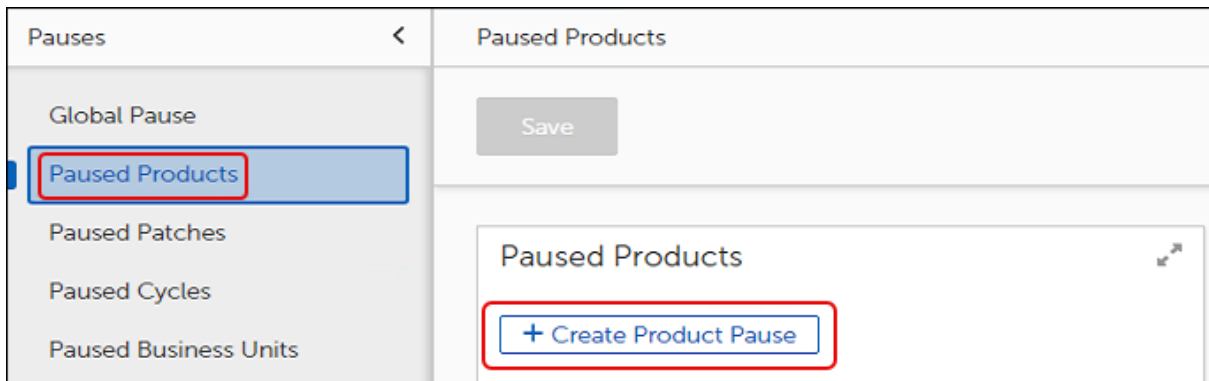 Pauses
Global Pause
Paused Products
Paused Patches
Paused Cycles
Paused Business Units
Paused Products
Save
Paused Products
+ Create Product Pause